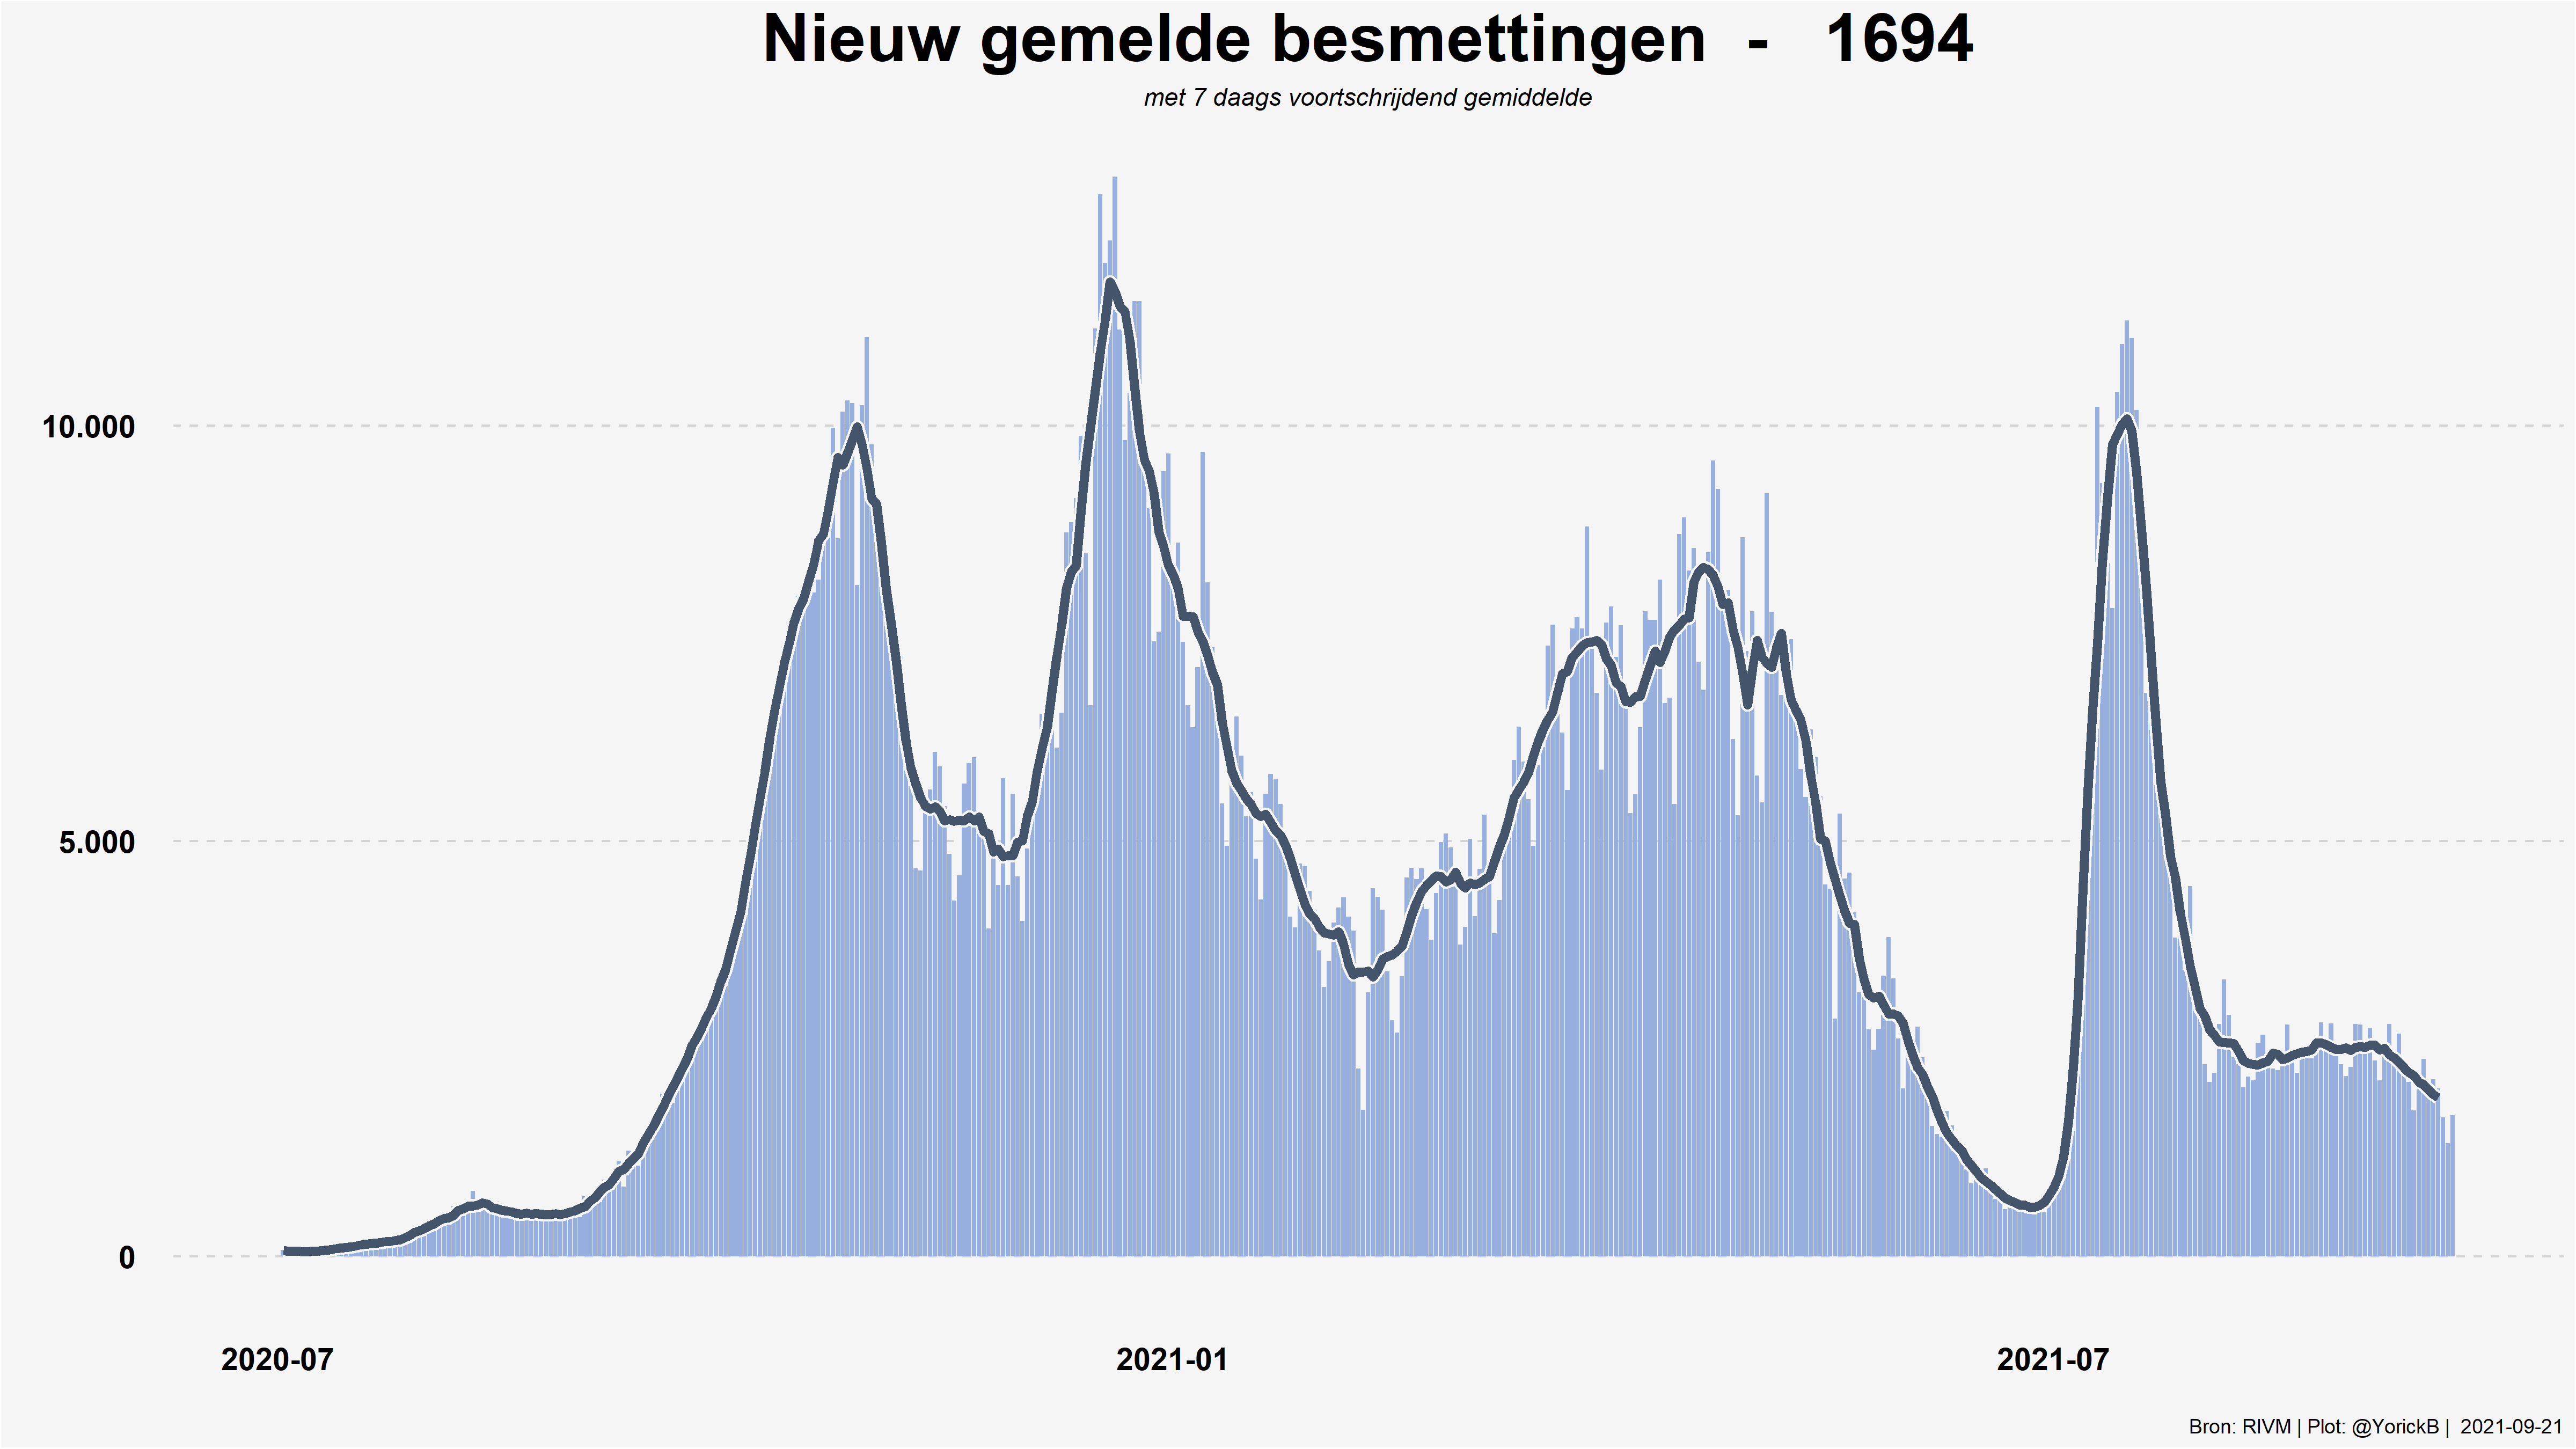 Nieuw gemelde besmettingen - 1694
met 7 daags voortschrijdend gemiddelde
10.000
5.000
0
2020-07 2021-01 2021-07
Bron: RIVM | Plot: @YorickB | 2021-09-21